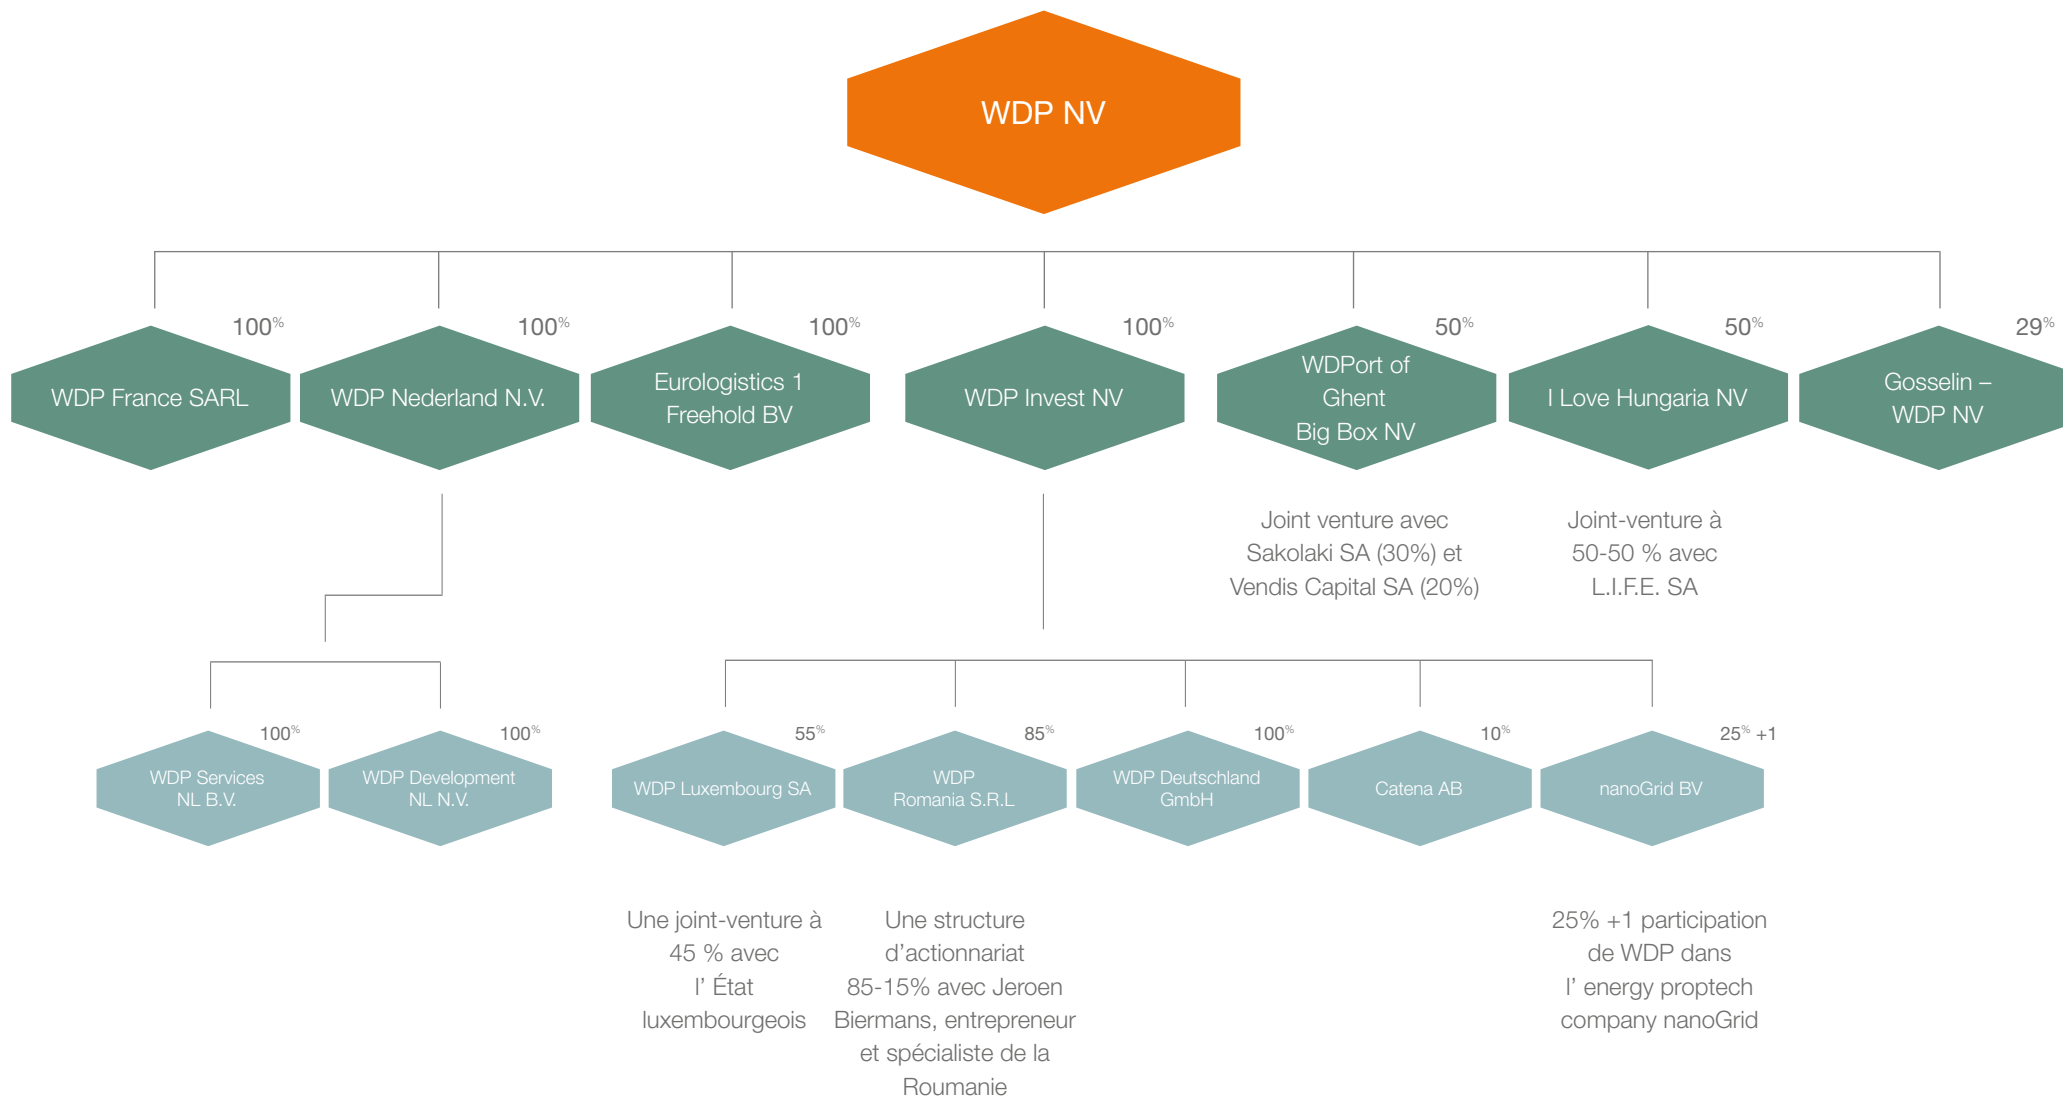 WDP NV
100%
WDP France SARL
100%
WDP Nederland N.V.
100%
Eurologistics 1
Freehold BV
100%
WDP Invest NV
50%
WDPort of
Ghent
Big Box NV
50%
I Love Hungaria NV
29%
Gosselin –
WDP NV
Joint venture avec
Sakolaki SA (30%) et
Vendis Capital SA (20%)
Joint-venture à
50-50 % avec
L.I.F.E. SA
100%
WDP Services
NL B.V.
100%
WDP Development
NL N.V.
55%
WDP Luxembourg SA
85%
WDP
Romania S.R.L
100%
WDP Deutschland
GmbH
10%
Catena AB
25% +1
nanoGrid BV
Une joint-venture à
45 % avec
l’ État
luxembourgeois
Une structure
d’actionnariat
85-15% avec Jeroen
Biermans, entrepreneur
et spécialiste de la
Roumanie
25% +1 participation
de WDP dans
l’ energy proptech
company nanoGrid